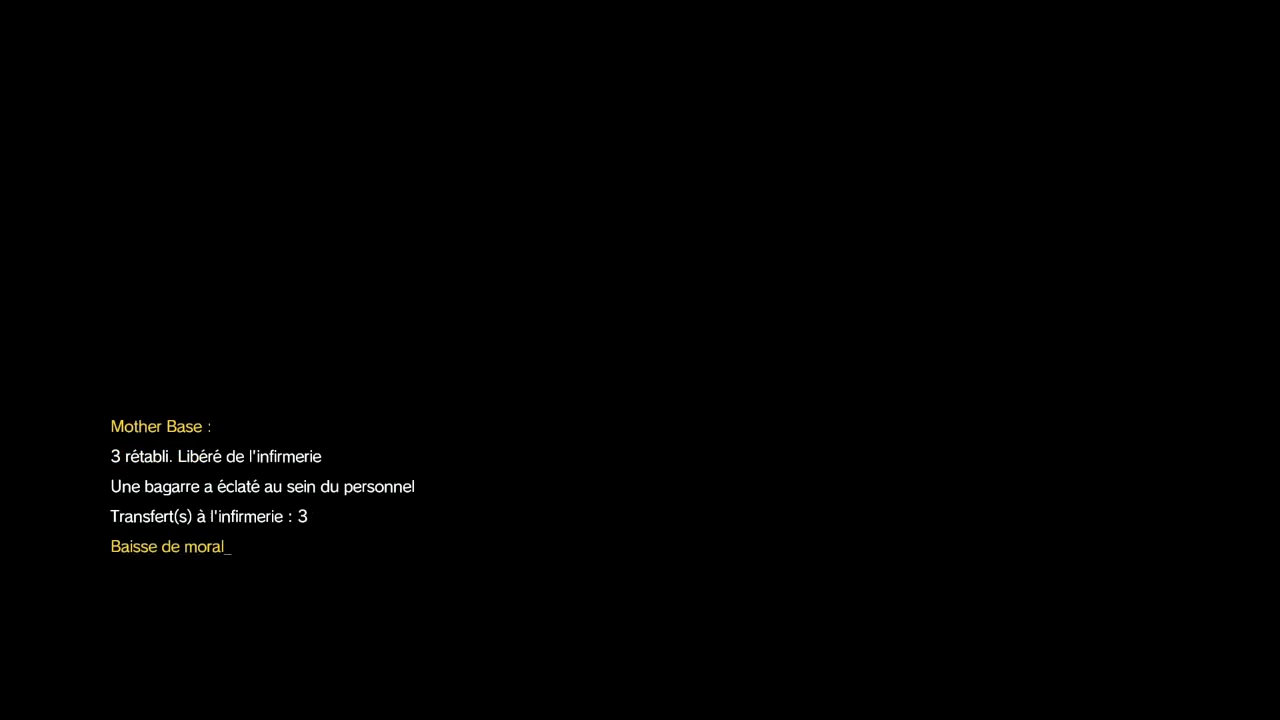 Mother Base :
3 rétabli. Libéré de l'infirmerie
Une bagarre a éclaté au sein du personnel
Transfert(s) à l'infirmerie : 3
Baisse de moral_